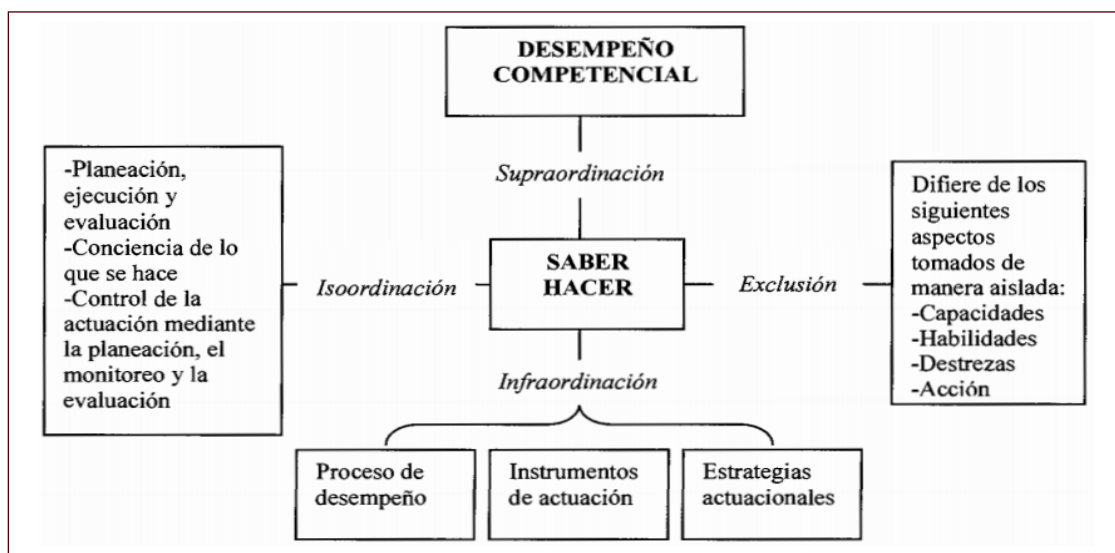 DESEMPEÑO
COMPETENCIAL
Supraordinación
-Planeación,
ejecución y
evaluación
-Conciencia de lo
que se hace
-Control de la
actuación mediante
la planeación, el
monitoreo y la
evaluación
Isoordinación
SABER
HACER
Exclusión
Difiere de los
siguientes
aspectos
tomados de
manera aislada:
-Capacidades
-Habilidades
-Destrezas
-Acción
Infraordinación
Proceso de
desempeño
Instrumentos
de actuación
Estrategias
actuacionales